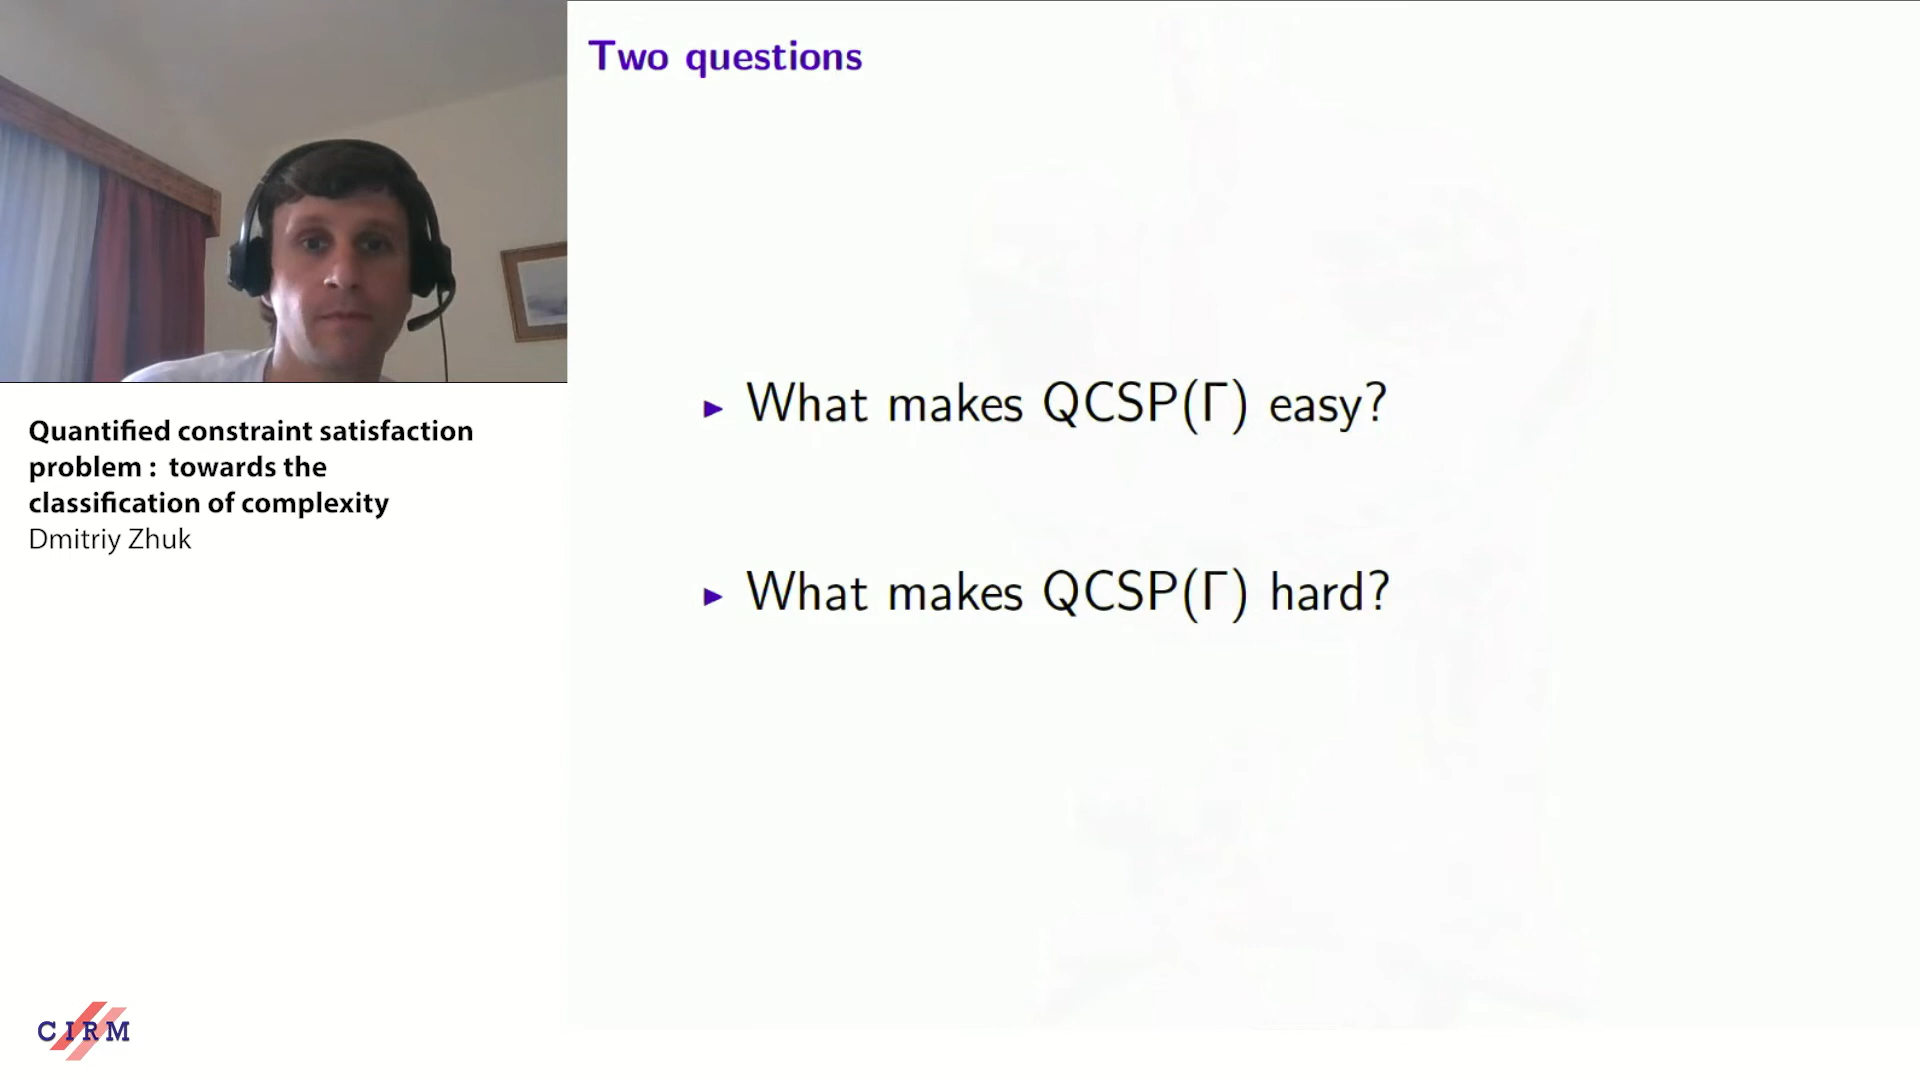 Two questions
▶ What makes QCSP(Γ) easy?
▶ What makes QCSP(Γ) hard?
Quantified constraint satisfaction
problem : towards the
classification of complexity
Dmitriy Zhuk
CIRM